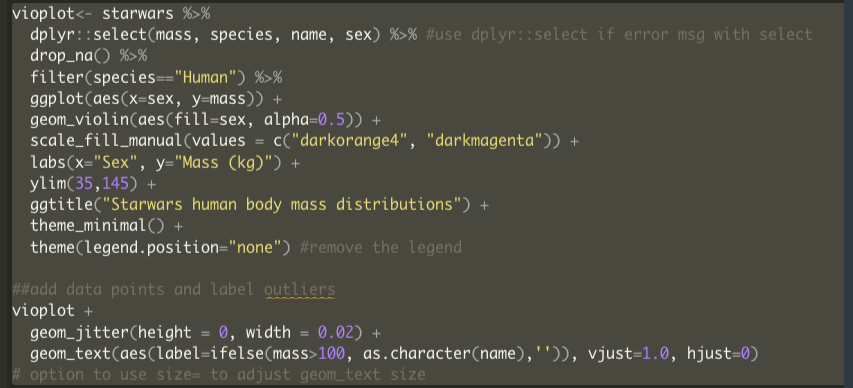 vioplot<- starwars %>%
  dplyr::select(mass, species, name, sex) %>% #use dplyr::select if error msg with select
  drop_na() %>%
  filter(species=="Human") %>%
  ggplot(aes(x=sex, y=mass)) +
  geom_violin(aes(fill=sex, alpha=0.5)) +
  scale_fill_manual(values = c("darkorange4", "darkmagenta")) +
  labs(x="Sex", y="Mass (kg)") +
  ylim(35,145) +
  ggtitle("Starwars human body mass distributions") +
  theme_minimal() +
  theme(legend.position="none") #remove the legend

##add data points and label outliers
vioplot +
  geom_jitter(height = 0, width = 0.02) +
  geom_text(aes(label=ifelse(mass>100, as.character(name),'')), vjust=1.0, hjust=0)
# option to use size= to adjust geom_text size